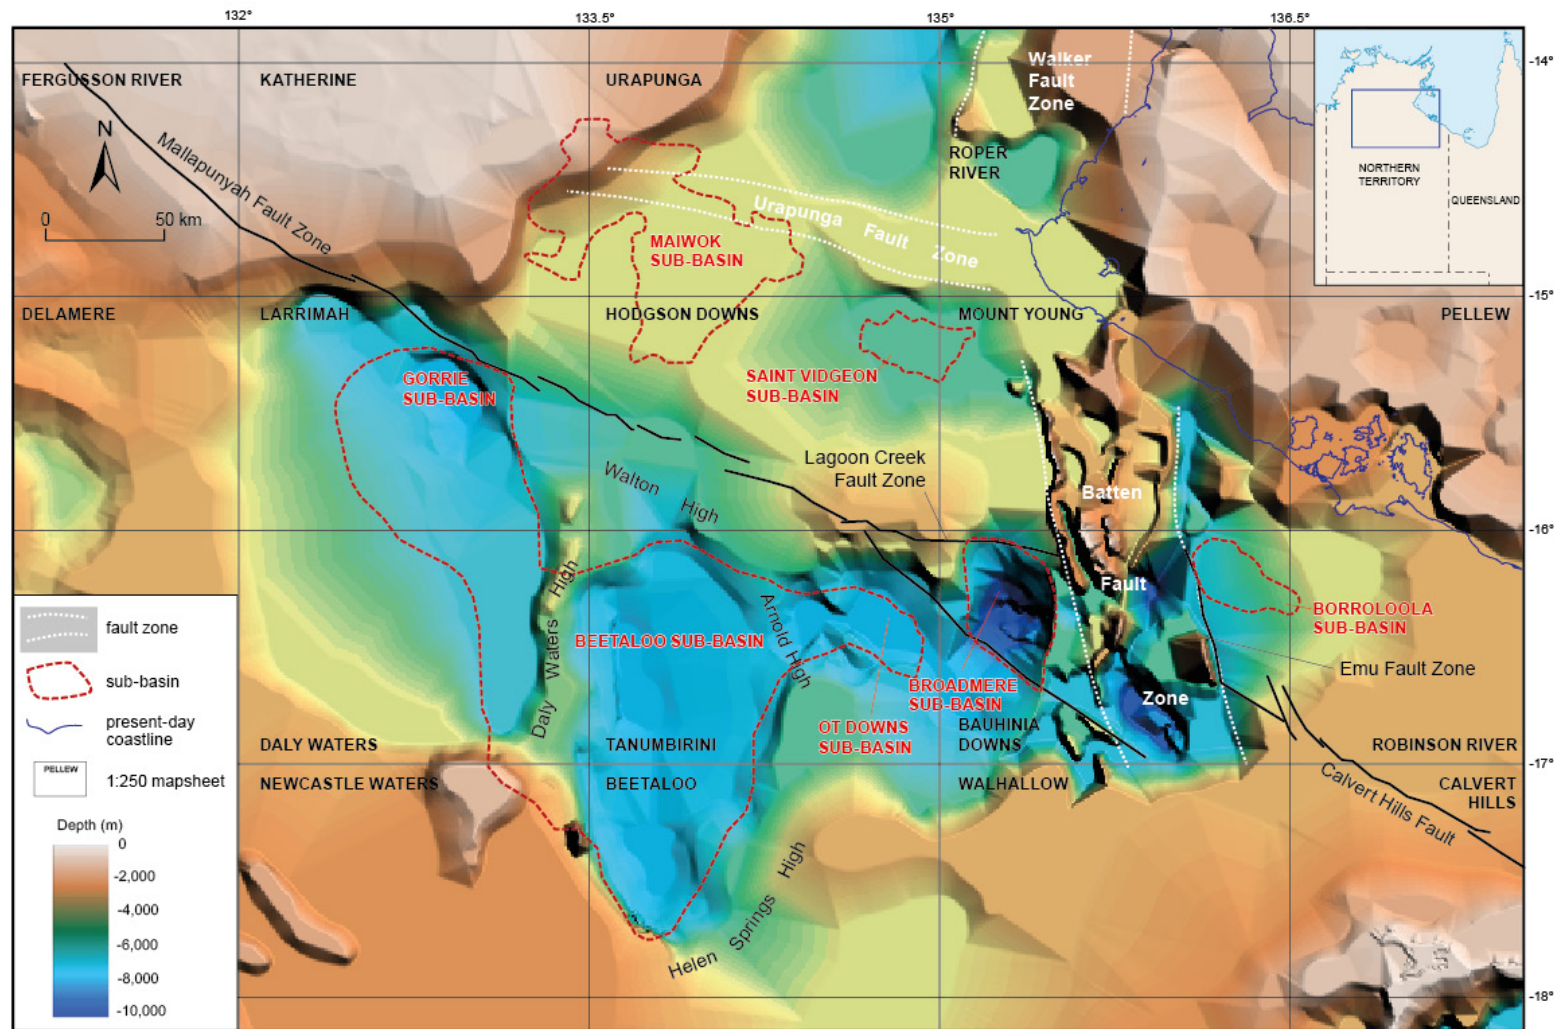 132°
133.5°
135°
136.5°
-14°
-15°
-16°
-17°
-18°
FERGUSSON RIVER
KATHERINE
URAPUNGA
Walker
Fault
Zone
ROPER
RIVER
N
0
50 km
Mallapunyah Fault Zone
Urapunga Fault Zone
MAIWOK
SUB-BASIN
NORTHERN
TERRITORY
QUEENSLAND
DELAMERE
LARRIMAH
HODGSON DOWNS
MOUNT YOUNG
PELLEW
GORRIE
SUB-BASIN
SAINT VIDGEON
SUB-BASIN
Lagoon Creek
Fault Zone
Walton High
Batten
Fault
Zone
Daly Waters High
Arnold High
BEETALOO SUB-BASIN
BROADMERE
SUB-BASIN
OT DOWNS
SUB-BASIN
BORROLOOLA
SUB-BASIN
Emu Fault Zone
BAUHINIA
DOWNS
DALY WATERS
TANUMBIRINI
ROBINSON RIVER
NEWCASTLE WATERS
BEETALOO
WALHALLOW
CALVERT
HILLS
Calvert Hills Fault
Helen Springs High
fault zone
sub-basin
present-day
coastline
PELLEW
1:250 mapsheet
Depth (m)
0
-2,000
-4,000
-6,000
-8,000
-10,000